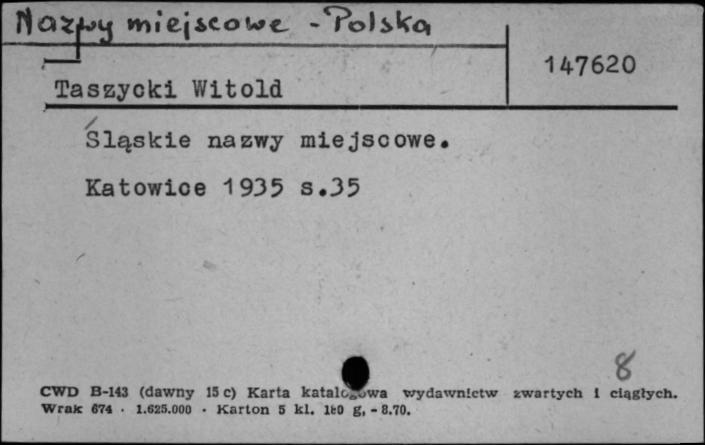 Nazwy miejscowe - Polska
147620
Taszycki Witold
Śląskie nazwy miejscowe.
Katowice 1935 s.35
8
CWD B-143 (dawny 15 c) Karta katalogowa wydawnictw zwartych i ciągłych.
Wrak 674 · 1.625.000 · Karton 5 kl. 180 g. - 8.70.